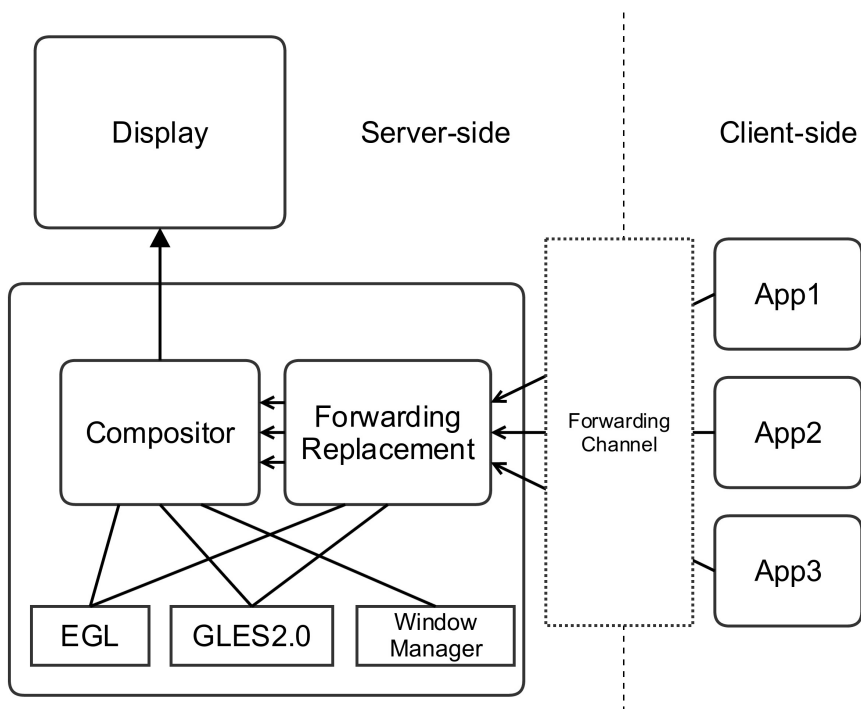 Display
Server-side
Client-side
App1
Compositor
Forwarding
Replacement
Forwarding
Channel
App2
App3
EGL
GLES2.0
Window
Manager